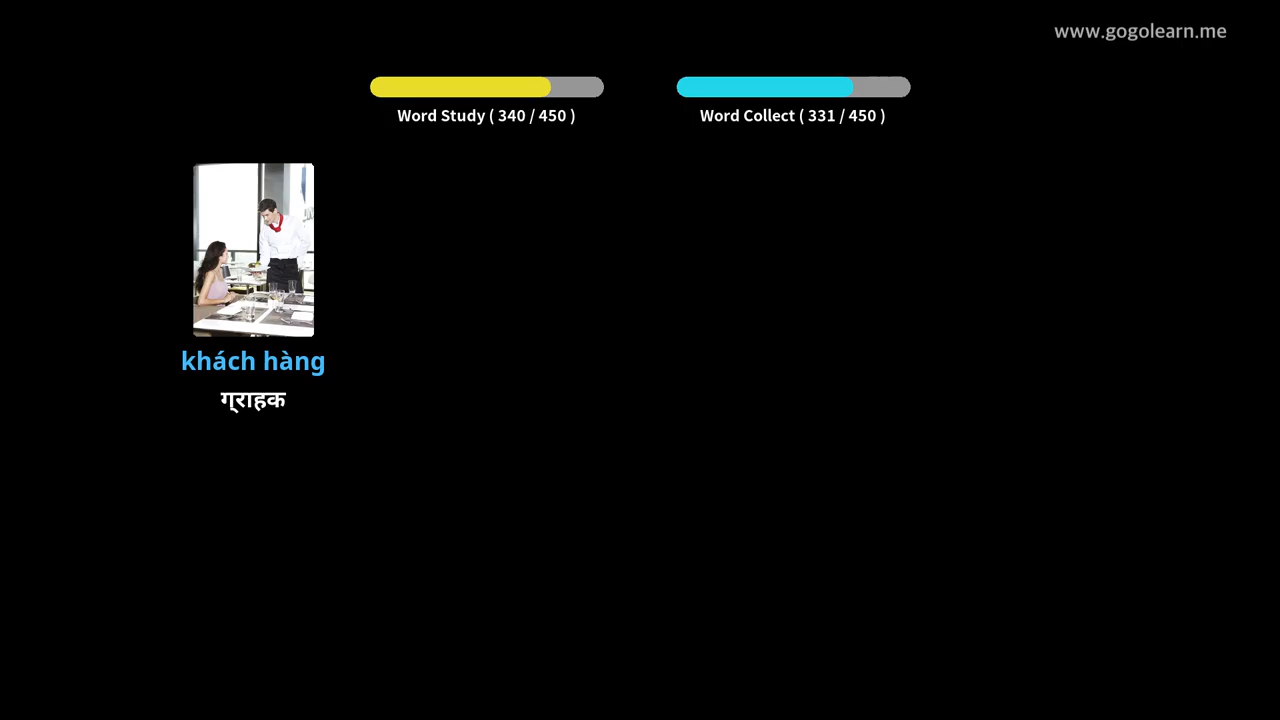 www.gogolearn.me
Word Study ( 340 / 450 )
Word Collect ( 331 / 450 )
khách hàng
ग्राहक